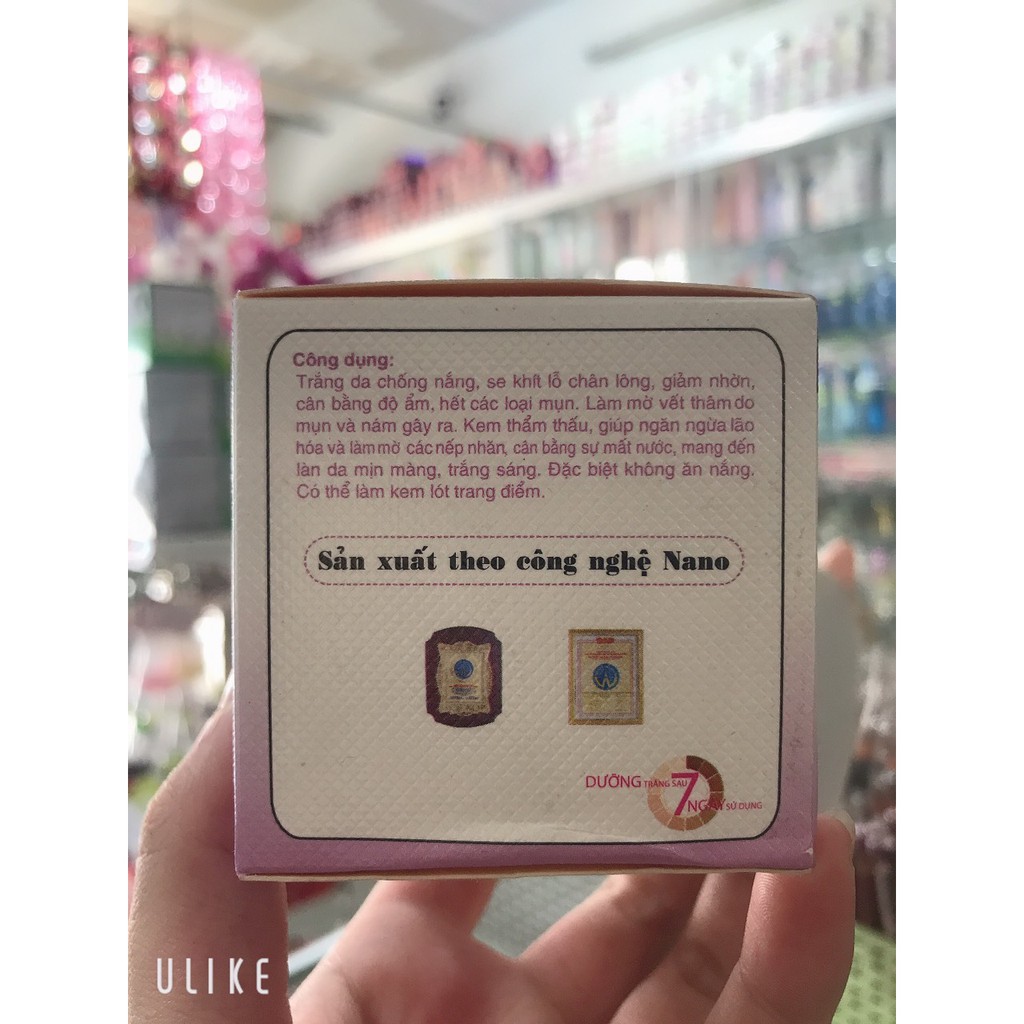 Công dụng:
Trắng da chống nắng, se khít lỗ chân lông, giảm nhờn,
cân bằng độ ẩm, hết các loại mụn. Làm mờ vết thâm do
mụn và nám gây ra. Kem thẩm thấu, giúp ngăn ngừa lão
hóa và làm mờ các nếp nhăn, cân bằng sự mất nước, mang đến
làn da mịn màng, trắng sáng. Đặc biệt không ăn nắng.
Có thể làm kem lót trang điểm.
Sản xuất theo công nghệ Nano
DƯỠNG TRẮNG SAU 7 NGÀY SỬ DỤNG
ULIKE